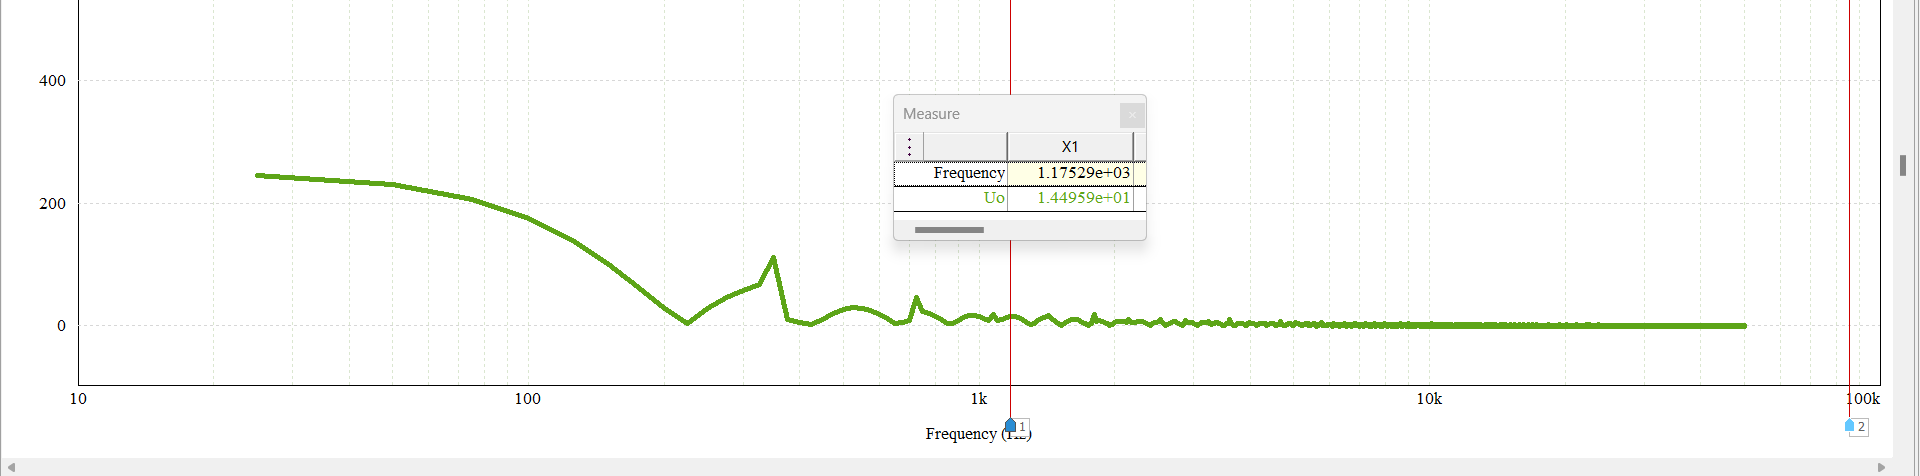 400
200
0
Measure
X1
Frequency 1.17529e+03
Uo 1.44959e+01
10 100 1k 10k 100k
1 2
Frequency (Hz)